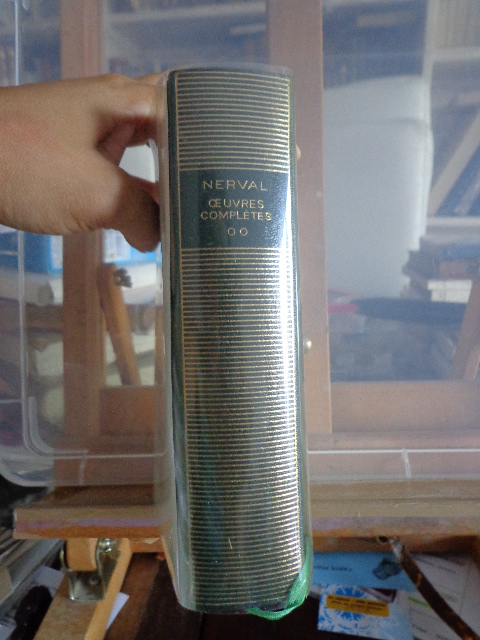 NERVAL
ŒUVRES
COMPLÈTES
○○